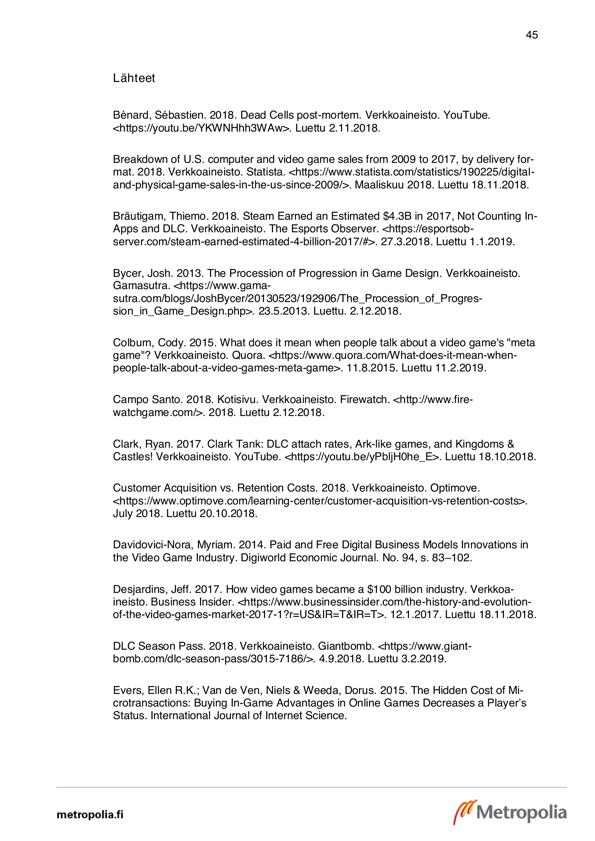 45
Lähteet
Bénard, Sébastien. 2018. Dead Cells post-mortem. Verkkoaineisto. YouTube.
<https://youtu.be/YKWNHhh3WAw>. Luettu 2.11.2018.
Breakdown of U.S. computer and video game sales from 2009 to 2017, by delivery for-
mat. 2018. Verkkoaineisto. Statista. <https://www.statista.com/statistics/190225/digital-
and-physical-game-sales-in-the-us-since-2009/>. Maaliskuu 2018. Luettu 18.11.2018.
Bräutigam, Thiemo. 2018. Steam Earned an Estimated $4.3B in 2017, Not Counting In-
Apps and DLC. Verkkoaineisto. The Esports Observer. <https://esportsob-
server.com/steam-earned-estimated-4-billion-2017/#>. 27.3.2018. Luettu 1.1.2019.
Bycer, Josh. 2013. The Procession of Progression in Game Design. Verkkoaineisto.
Gamasutra. <https://www.gama-
sutra.com/blogs/JoshBycer/20130523/192906/The_Procession_of_Progres-
sion_in_Game_Design.php>. 23.5.2013. Luettu. 2.12.2018.
Colburn, Cody. 2015. What does it mean when people talk about a video game's "meta
game"? Verkkoaineisto. Quora. <https://www.quora.com/What-does-it-mean-when-
people-talk-about-a-video-games-meta-game>. 11.8.2015. Luettu 11.2.2019.
Campo Santo. 2018. Kotisivu. Verkkoaineisto. Firewatch. <http://www.fire-
watchgame.com/>. 2018. Luettu 2.12.2018.
Clark, Ryan. 2017. Clark Tank: DLC attach rates, Ark-like games, and Kingdoms &
Castles! Verkkoaineisto. YouTube. <https://youtu.be/yPbljH0he_E>. Luettu 18.10.2018.
Customer Acquisition vs. Retention Costs. 2018. Verkkoaineisto. Optimove.
<https://www.optimove.com/learning-center/customer-acquisition-vs-retention-costs>.
July 2018. Luettu 20.10.2018.
Davidovici-Nora, Myriam. 2014. Paid and Free Digital Business Models Innovations in
the Video Game Industry. Digiworld Economic Journal. No. 94, s. 83–102.
Desjardins, Jeff. 2017. How video games became a $100 billion industry. Verkkoa-
ineisto. Business Insider. <https://www.businessinsider.com/the-history-and-evolution-
of-the-video-games-market-2017-1?r=US&IR=T&IR=T>. 12.1.2017. Luettu 18.11.2018.
DLC Season Pass. 2018. Verkkoaineisto. Giantbomb. <https://www.giant-
bomb.com/dlc-season-pass/3015-7186/>. 4.9.2018. Luettu 3.2.2019.
Evers, Ellen R.K.; Van de Ven, Niels & Weeda, Dorus. 2015. The Hidden Cost of Mi-
crotransactions: Buying In-Game Advantages in Online Games Decreases a Player’s
Status. International Journal of Internet Science.
metropolia.fi
Metropolia